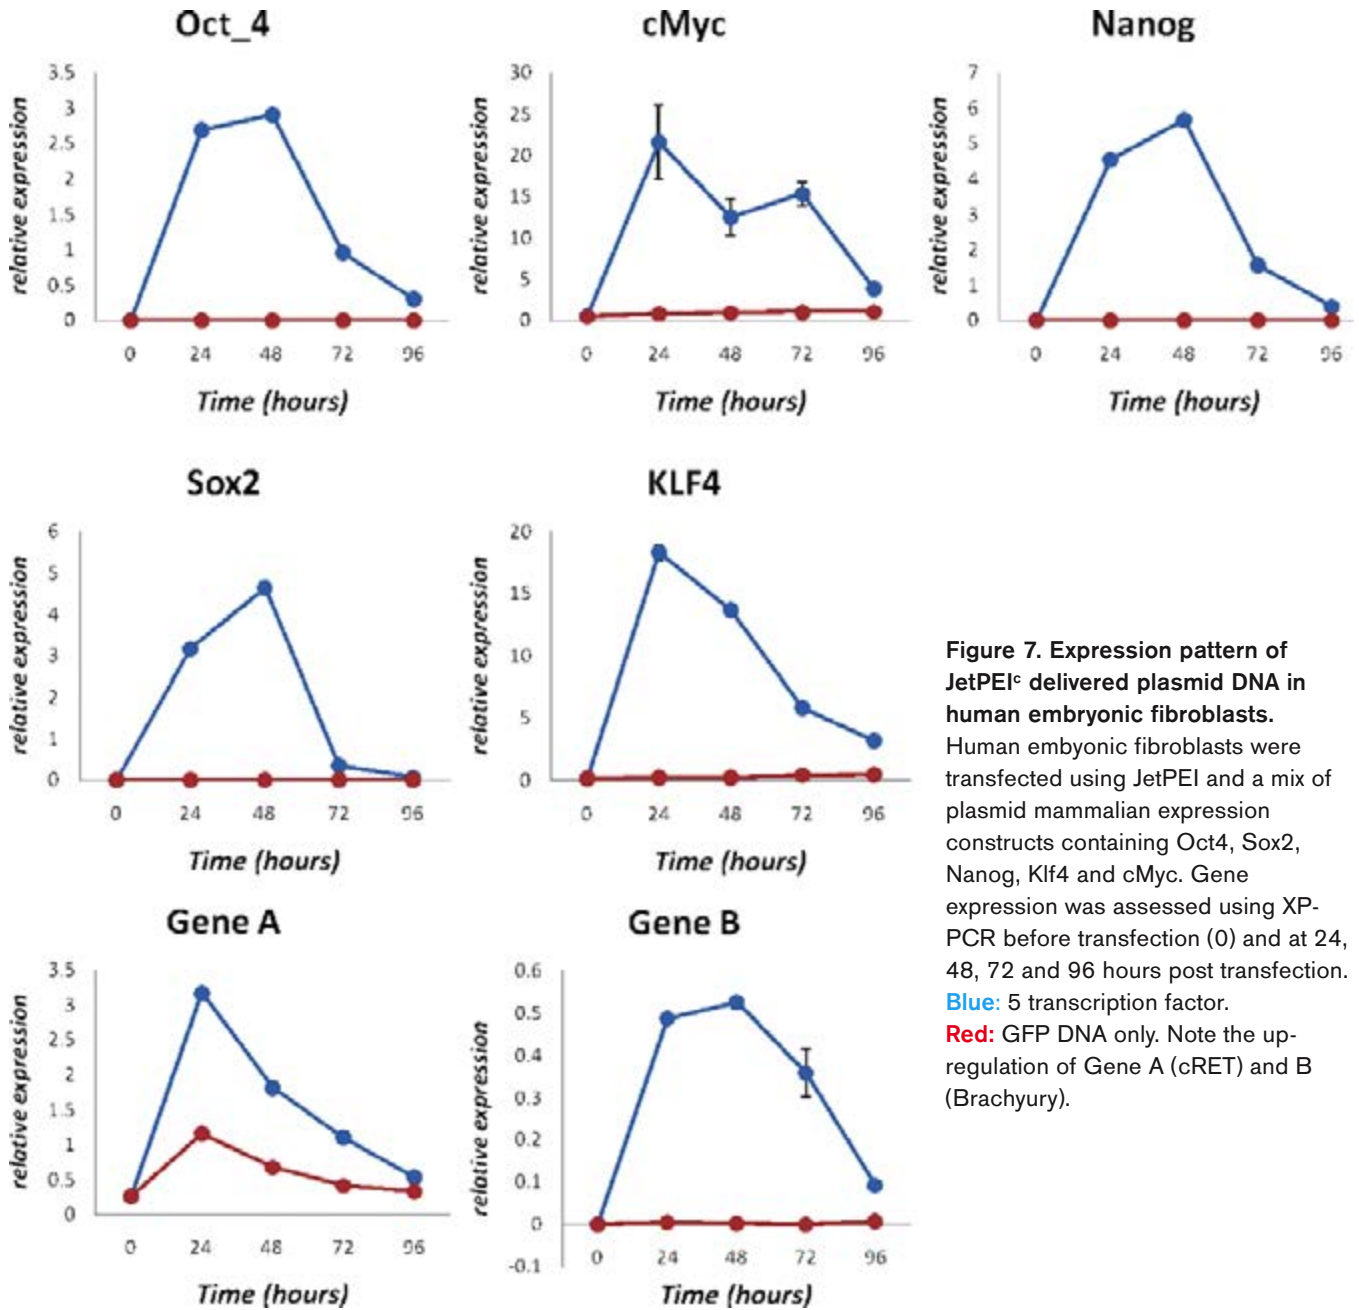 Oct_4
3.5
3
2.5
2
1.5
1
0.5
0
relative expression
0 24 48 72 96
Time (hours)
cMyc
30
25
20
15
10
5
0
relative expression
0 24 48 72 96
Time (hours)
Nanog
7
6
5
4
3
2
1
0
relative expression
0 24 48 72 96
Time (hours)
Sox2
6
5
4
3
2
1
0
relative expression
0 24 48 72 96
Time (hours)
KLF4
20
15
10
5
0
relative expression
0 24 48 72 96
Time (hours)
Gene A
3.5
3
2.5
2
1.5
1
0.5
0
relative expression
0 24 48 72 96
Time (hours)
Gene B
0.6
0.5
0.4
0.3
0.2
0.1
0
-0.1
relative expression
0 24 48 72 96
Time (hours)
Figure 7. Expression pattern of
JetPEIᶜ delivered plasmid DNA in
human embryonic fibroblasts.
Human embyonic fibroblasts were
transfected using JetPEI and a mix of
plasmid mammalian expression
constructs containing Oct4, Sox2,
Nanog, Klf4 and cMyc. Gene
expression was assessed using XP-
PCR before transfection (0) and at 24,
48, 72 and 96 hours post transfection.
Blue: 5 transcription factor.
Red: GFP DNA only. Note the up-
regulation of Gene A (cRET) and B
(Brachyury).